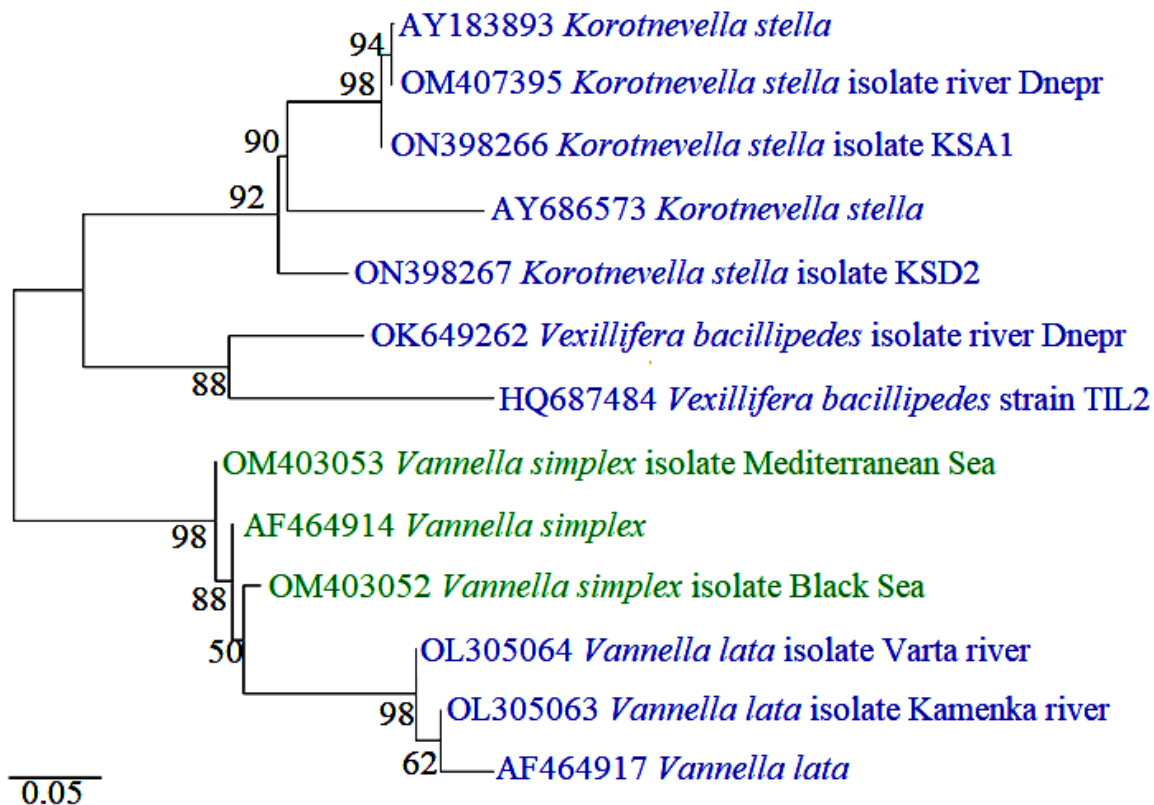 AY183893 Korotnevella stella
94
OM407395 Korotnevella stella isolate river Dnepr
98
ON398266 Korotnevella stella isolate KSA1
90
92
AY686573 Korotnevella stella
ON398267 Korotnevella stella isolate KSD2
OK649262 Vexillifera bacillipedes isolate river Dnepr
88
HQ687484 Vexillifera bacillipedes strain TIL2
OM403053 Vannella simplex isolate Mediterranean Sea
98
AF464914 Vannella simplex
OM403052 Vannella simplex isolate Black Sea
88
50
OL305064 Vannella lata isolate Varta river
98
OL305063 Vannella lata isolate Kamenka river
62
AF464917 Vannella lata
0.05